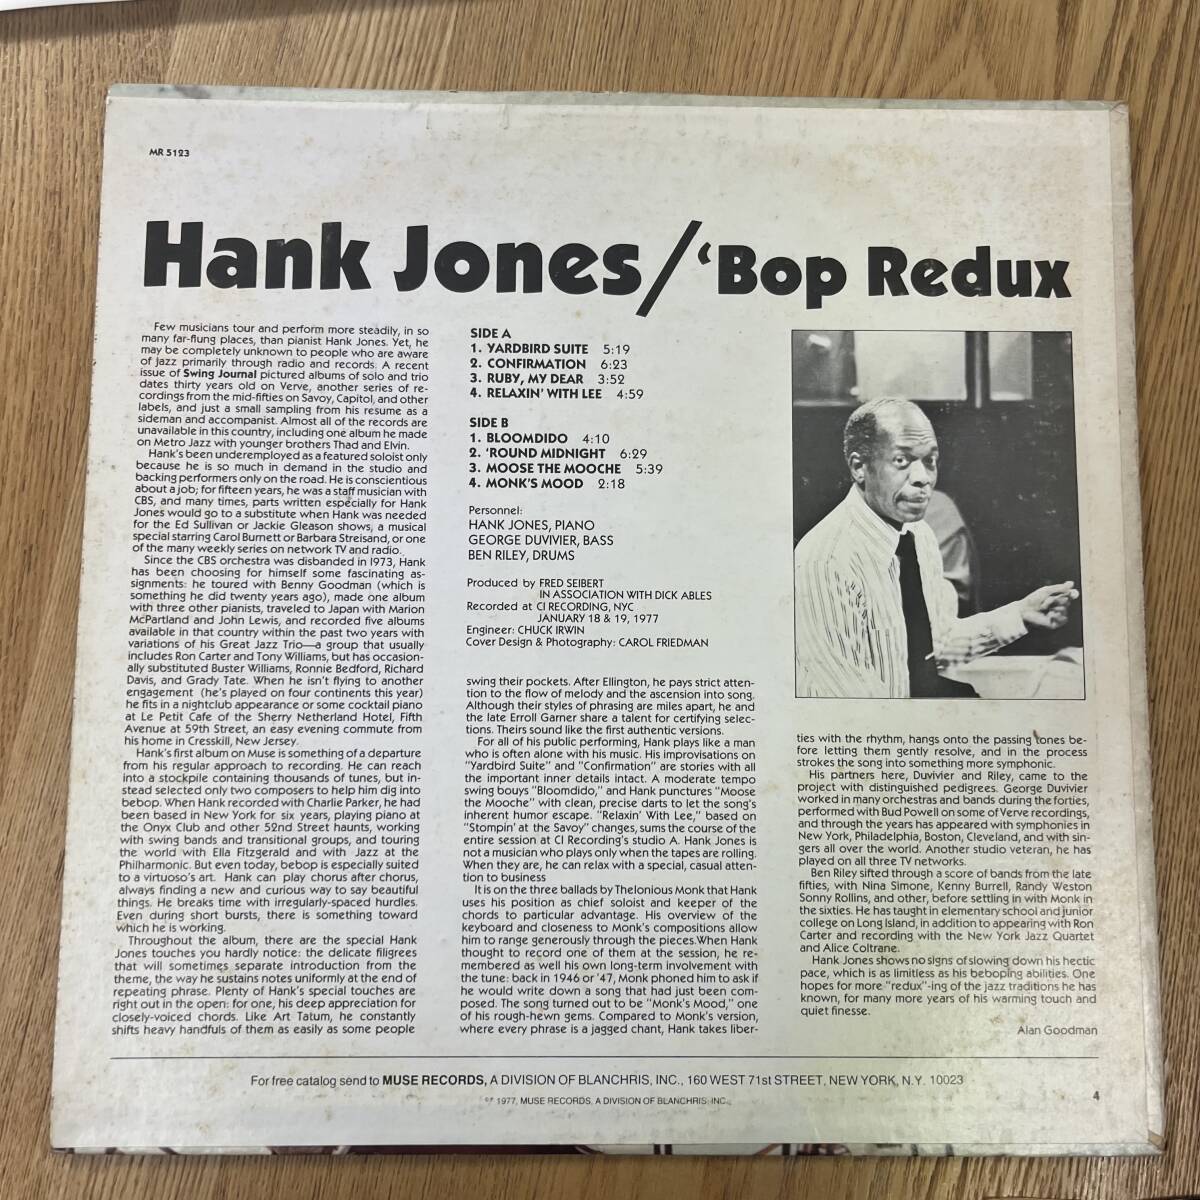 MR 5123
Hank Jones/‘Bop Redux
Few musicians tour and perform more steadily, in so
many far-flung places, than pianist Hank Jones. Yet, he
may be completely unknown to people who are aware
of jazz primarily through radio and records. A recent
issue of Swing Journal pictured albums of solo and trio
dates thirty years old on Verve, another series of re-
cordings from the mid-fifties on Savoy, Capitol, and other
labels, and just a small sampling from his resume as a
sideman and accompanist. Almost all of the records are
unavailable in this country, including one album he made
on Metro Jazz with younger brothers Thad and Elvin.
Hank's been underemployed as a featured soloist only
because he is so much in demand in the studio and
backing performers only on the road. He is conscientious
about a job; for fifteen years, he was a staff musician with
CBS, and many times, parts written especially for Hank
Jones would go to a substitute when Hank was needed
for the Ed Sullivan or Jackie Gleason shows, a musical
special starring Carol Burnett or Barbara Streisand, or one
of the many weekly series on network TV and radio.
Since the CBS orchestra was disbanded in 1973, Hank
has been choosing for himself some fascinating as-
signments: he toured with Benny Goodman (which is
something he did twenty years ago), made one album
with three other pianists, traveled to Japan with Marion
McPartland and John Lewis, and recorded five albums
available in that country within the past two years with
variations of his Great Jazz Trio—a group that usually
includes Ron Carter and Tony Williams, but has occasion-
ally substituted Buster Williams, Ronnie Bedford, Richard
Davis, and Grady Tate. When he isn't flying to another
engagement (he's played on four continents this year)
he fits in a nightclub appearance or some cocktail piano
at Le Petit Cafe of the Sherry Netherland Hotel, Fifth
Avenue at 59th Street, an easy evening commute from
his home in Cresskill, New Jersey.
Hank's first album on Muse is something of a departure
from his regular approach to recording. He can reach
into a stockpile containing thousands of tunes, but in-
stead selected only two composers to help him dig into
bebop. When Hank recorded with Charlie Parker, he had
been based in New York for six years, playing piano at
the Onyx Club and other 52nd Street haunts, working
with swing bands and transitional groups, and touring
the world with Ella Fitzgerald and with Jazz at the
Philharmonic. But even today, bebop is especially suited
to a virtuoso's art. Hank can play chorus after chorus,
always finding a new and curious way to say beautiful
things. He breaks time with irregularly-spaced hurdles.
Even during short bursts, there is something toward
which he is working.
Throughout the album, there are the special Hank
Jones touches you hardly notice: the delicate filigrees
that will sometimes separate introduction from the
theme, the way he sustains notes uniformly at the end of
repeating phrase. Plenty of Hank's special touches are
right out in the open: for one, his deep appreciation for
closely-voiced chords. Like Art Tatum, he constantly
shifts heavy handfuls of them as easily as some people
SIDE A
1. YARDBIRD SUITE 5:19
2. CONFIRMATION 6:23
3. RUBY, MY DEAR 3:52
4. RELAXIN' WITH LEE 4:59
SIDE B
1. BLOOMDIDO 4:10
2. 'ROUND MIDNIGHT 6:29
3. MOOSE THE MOOCHE 5:39
4. MONK'S MOOD 2:18
Personnel:
HANK JONES, PIANO
GEORGE DUVIVIER, BASS
BEN RILEY, DRUMS
Produced by FRED SEIBERT
IN ASSOCIATION WITH DICK ABLES
Recorded at CI RECORDING, NYC
JANUARY 18 & 19, 1977
Engineer: CHUCK IRWIN
Cover Design & Photography: CAROL FRIEDMAN
swing their pockets. After Ellington, he pays strict atten-
tion to the flow of melody and the ascension into song.
Although their styles of phrasing are miles apart, he and
the late Erroll Garner share a talent for certifying selec-
tions. Theirs sound like the first authentic versions.
For all of his public performing, Hank plays like a man
who is often alone with his music. His improvisations on
"Yardbird Suite" and "Confirmation" are stories with all
the important inner details intact. A moderate tempo
swing bouys "Bloomdido," and Hank punctures "Moose
the Mooche" with clean, precise darts to let the song's
inherent humor escape. "Relaxin' With Lee," based on
"Stompin' at the Savoy" changes, sums the course of the
entire session at CI Recording's studio A. Hank Jones is
not a musician who plays only when the tapes are rolling.
When they are, he can relax with a special, casual atten-
tion to business
It is on the three ballads by Thelonious Monk that Hank
uses his position as chief soloist and keeper of the
chords to particular advantage. His overview of the
keyboard and closeness to Monk's compositions allow
him to range generously through the pieces.When Hank
thought to record one of them at the session, he re-
membered as well his own long-term involvement with
the tune: back in 1946 or '47, Monk phoned him to ask if
he would write down a song that had just been com-
posed. The song turned out to be "Monk's Mood," one
of his rough-hewn gems. Compared to Monk's version,
where every phrase is a jagged chant, Hank takes liber-
ties with the rhythm, hangs onto the passing tones be-
fore letting them gently resolve, and in the process
strokes the song into something more symphonic.
His partners here, Duvivier and Riley, came to the
project with distinguished pedigrees. George Duvivier
worked in many orchestras and bands during the forties,
performed with Bud Powell on some of Verve recordings,
and through the years has appeared with symphonies in
New York, Philadelphia, Boston, Cleveland, and with sin-
gers all over the world. Another studio veteran, he has
played on all three TV networks.
Ben Riley sifted through a score of bands from the late
fifties, with Nina Simone, Kenny Burrell, Randy Weston
Sonny Rollins, and other, before settling in with Monk in
the sixties. He has taught in elementary school and junior
college on Long Island, in addition to appearing with Ron
Carter and recording with the New York Jazz Quartet
and Alice Coltrane.
Hank Jones shows no signs of slowing down his hectic
pace, which is as limitless as his beboping abilities. One
hopes for more "redux"-ing of the jazz traditions he has
known, for many more years of his warming touch and
quiet finesse.
Alan Goodman
For free catalog send to MUSE RECORDS, A DIVISION OF BLANCHRIS, INC., 160 WEST 71st STREET, NEW YORK, N.Y. 10023
©℗ 1977, MUSE RECORDS, A DIVISION OF BLANCHRIS, INC.
4